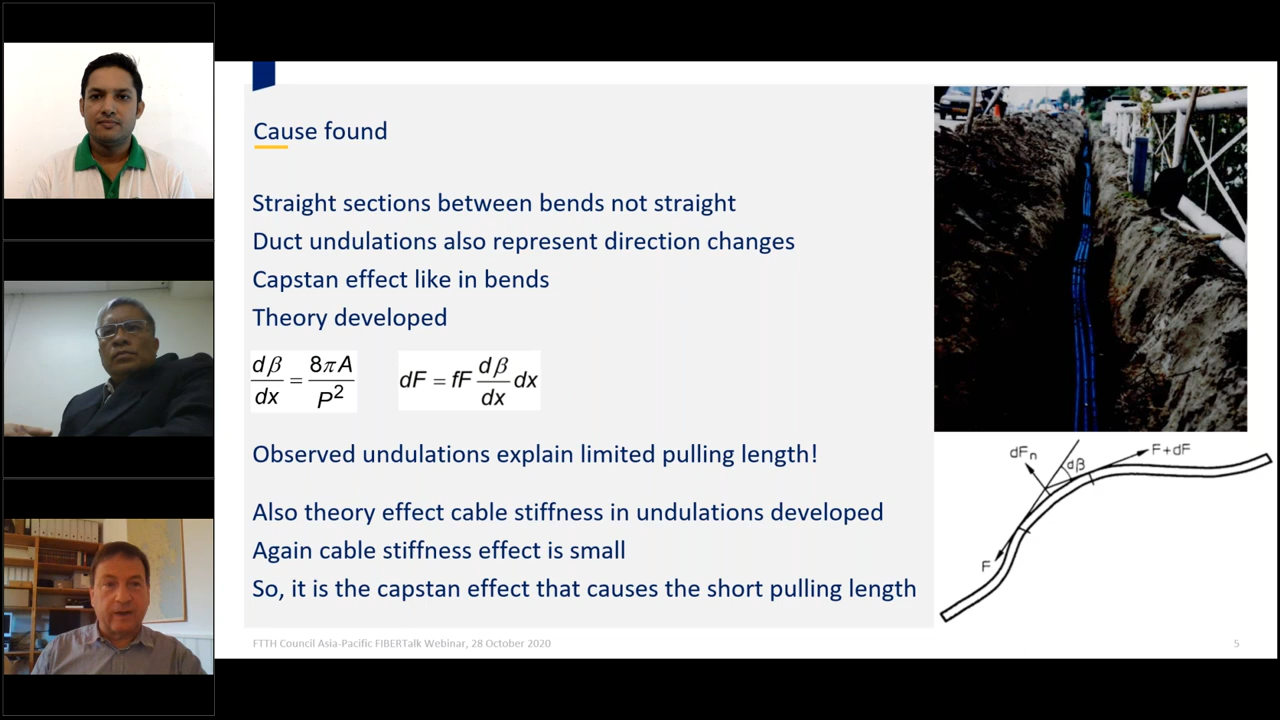 Cause found
Straight sections between bends not straight
Duct undulations also represent direction changes
Capstan effect like in bends
Theory developed
dβ/dx = 8πA/P²
dF = fF dβ/dx dx
Observed undulations explain limited pulling length!
Also theory effect cable stiffness in undulations developed
Again cable stiffness effect is small
So, it is the capstan effect that causes the short pulling length
dFn
dβ
F+dF
F
FTTH Council Asia-Pacific FIBERTalk Webinar, 28 October 2020
5